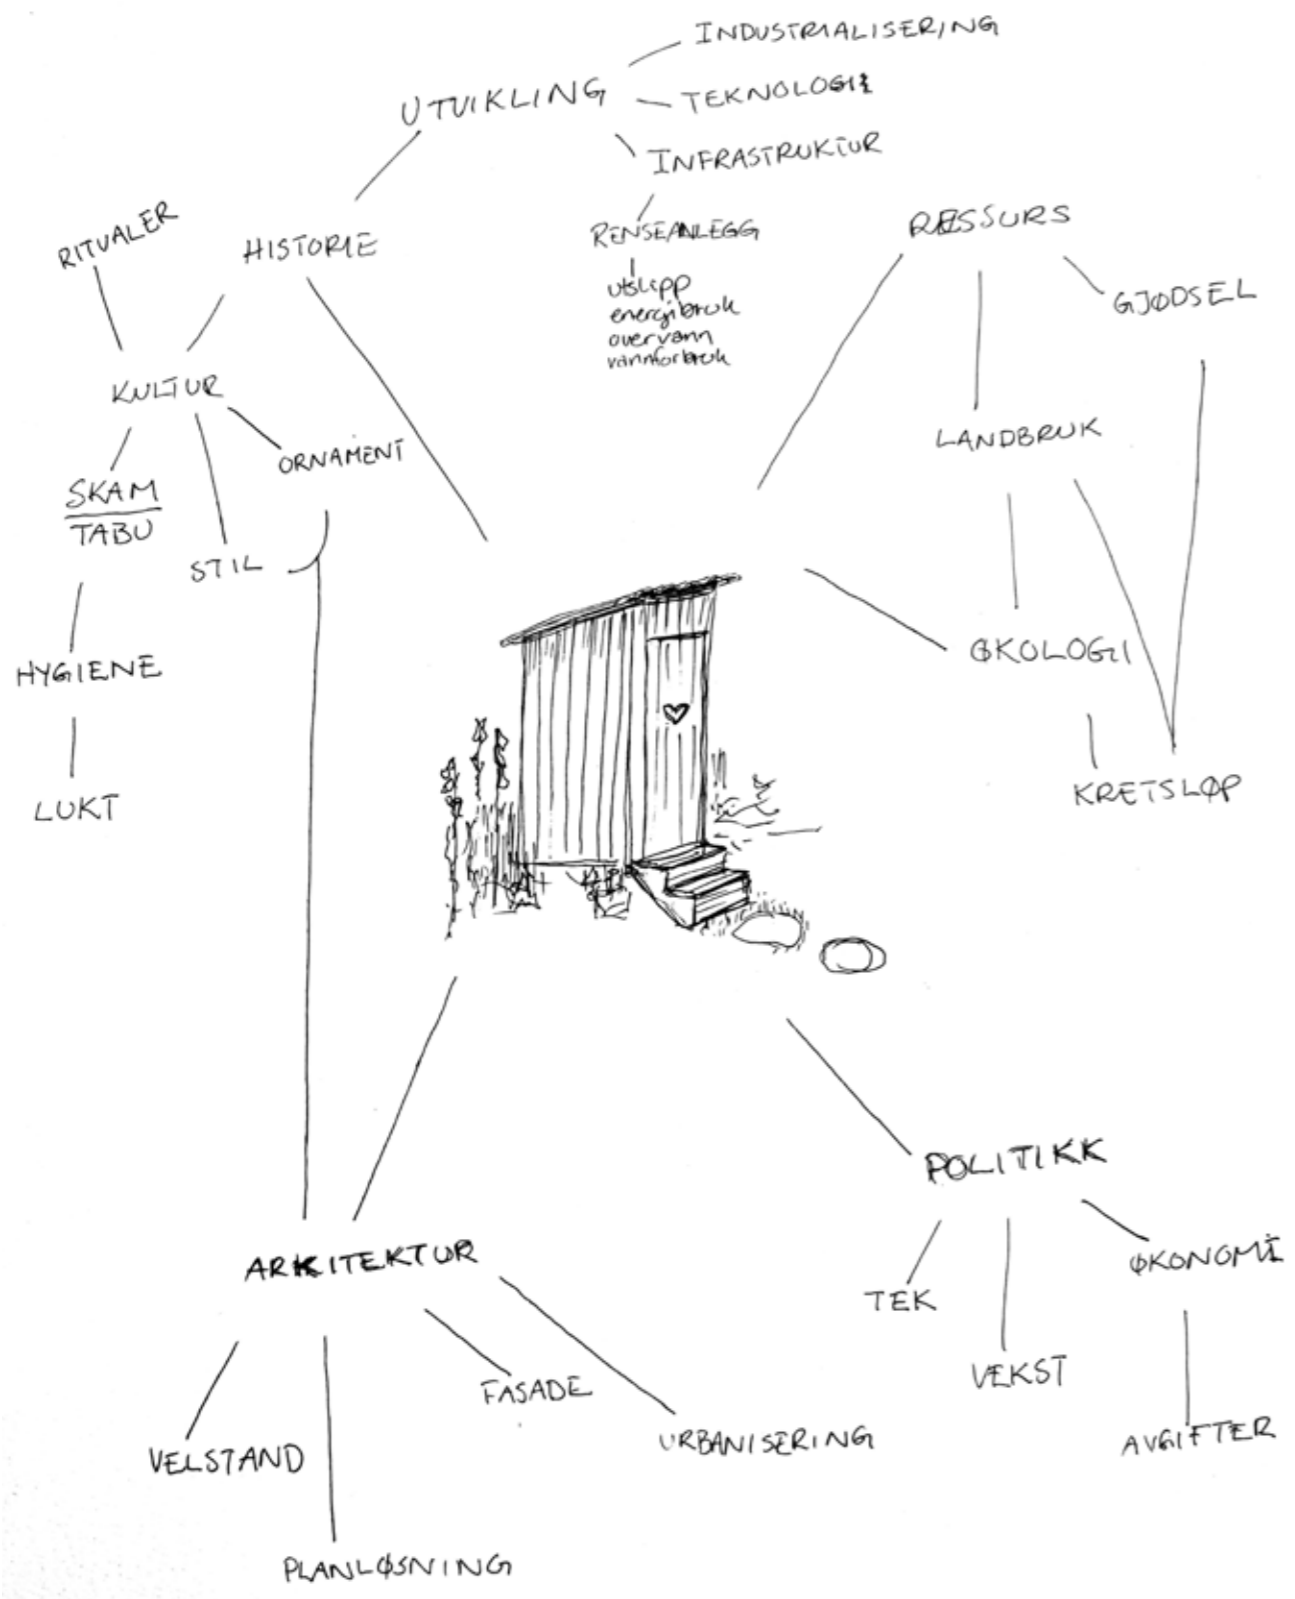 INDUSTRIALISERING
UTVIKLING
TEKNOLOGI
INFRASTRUKTUR
RENSEANLEGG
utslipp
energibruk
overvann
vannforbruk
RITUALER
HISTORIE
RESSURS
GJØDSEL
KULTUR
LANDBRUK
ORNAMENT
SKAM
TABU
STIL
ØKOLOGI
HYGIENE
KRETSLØP
LUKT
POLITIKK
ARKITEKTUR
ØKONOMI
TEK
VEKST
FASADE
URBANISERING
AVGIFTER
VELSTAND
PLANLØSNING